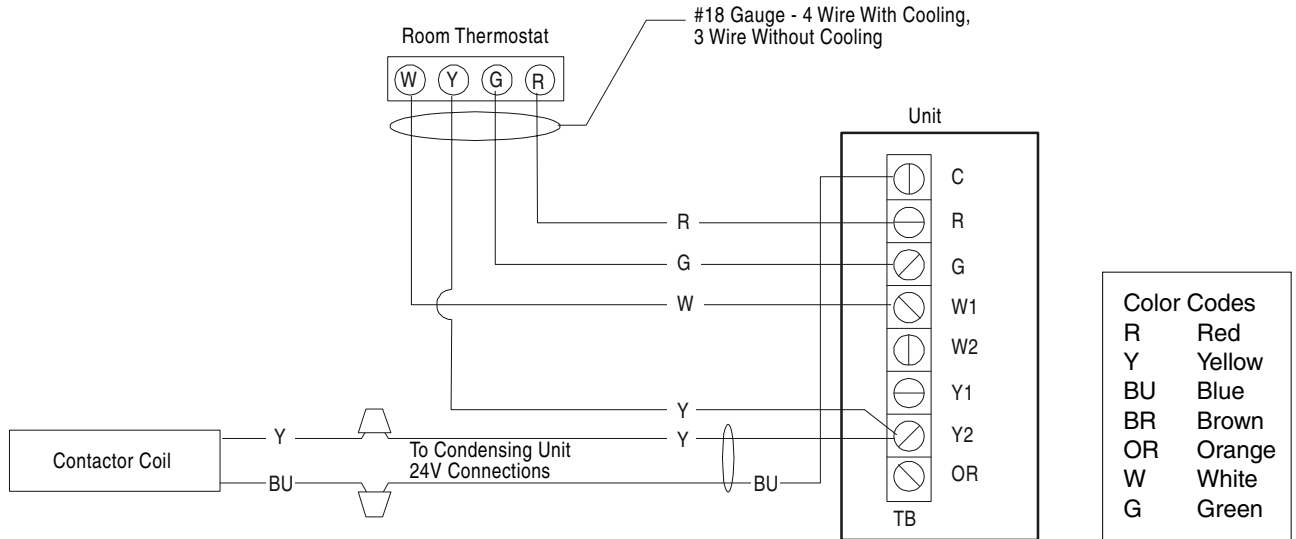 #18 Gauge - 4 Wire With Cooling,
3 Wire Without Cooling
Room Thermostat
W Y G R
Unit
C
R R
G G
W W1
W2
Y1
Y
Y Y Y2
To Condensing Unit
24V Connections
Contactor Coil
BU BU
OR
TB
Color Codes
R Red
Y Yellow
BU Blue
BR Brown
OR Orange
W White
G Green